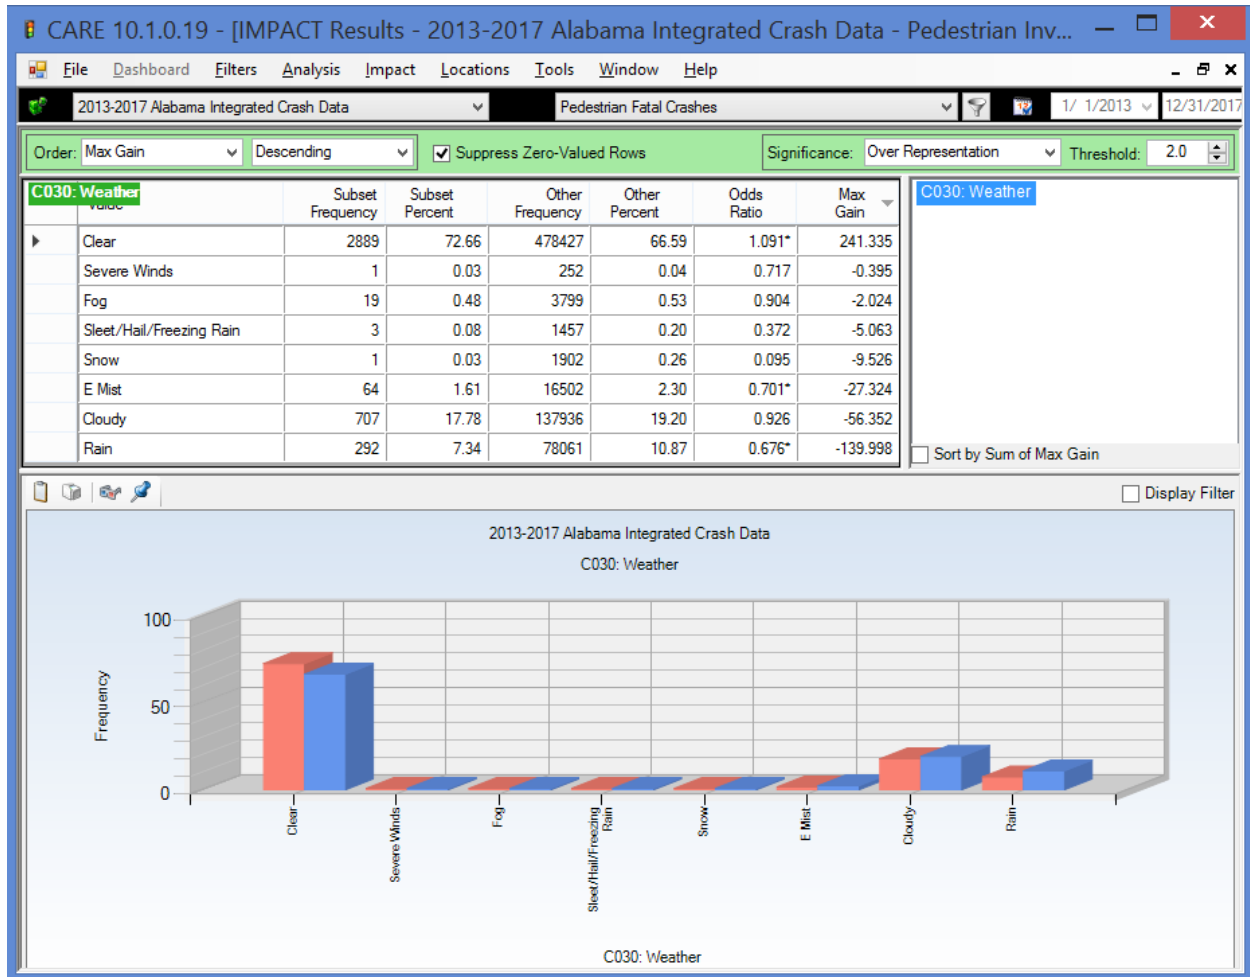 CARE 10.1.0.19 - [IMPACT Results - 2013-2017 Alabama Integrated Crash Data - Pedestrian Inv...
File Dashboard Filters Analysis Impact Locations Tools Window Help
2013-2017 Alabama Integrated Crash Data Pedestrian Fatal Crashes 1/ 1/2013 12/31/2017
Order: Max Gain Descending Suppress Zero-Valued Rows Significance: Over Representation Threshold: 2.0
C030: Weather Subset Frequency Subset Percent Other Frequency Other Percent Odds Ratio Max Gain C030: Weather
Clear 2889 72.66 478427 66.59 1.091* 241.335
Severe Winds 1 0.03 252 0.04 0.717 -0.395
Fog 19 0.48 3799 0.53 0.904 -2.024
Sleet/Hail/Freezing Rain 3 0.08 1457 0.20 0.372 -5.063
Snow 1 0.03 1902 0.26 0.095 -9.526
E Mist 64 1.61 16502 2.30 0.701* -27.324
Cloudy 707 17.78 137936 19.20 0.926 -56.352
Rain 292 7.34 78061 10.87 0.676* -139.998
Sort by Sum of Max Gain
Display Filter
2013-2017 Alabama Integrated Crash Data
C030: Weather
100
50
0
Frequency
Clear
Severe Winds
Fog
Sleet/Hail/Freezing
Rain
Snow
E Mist
Cloudy
Rain
C030: Weather